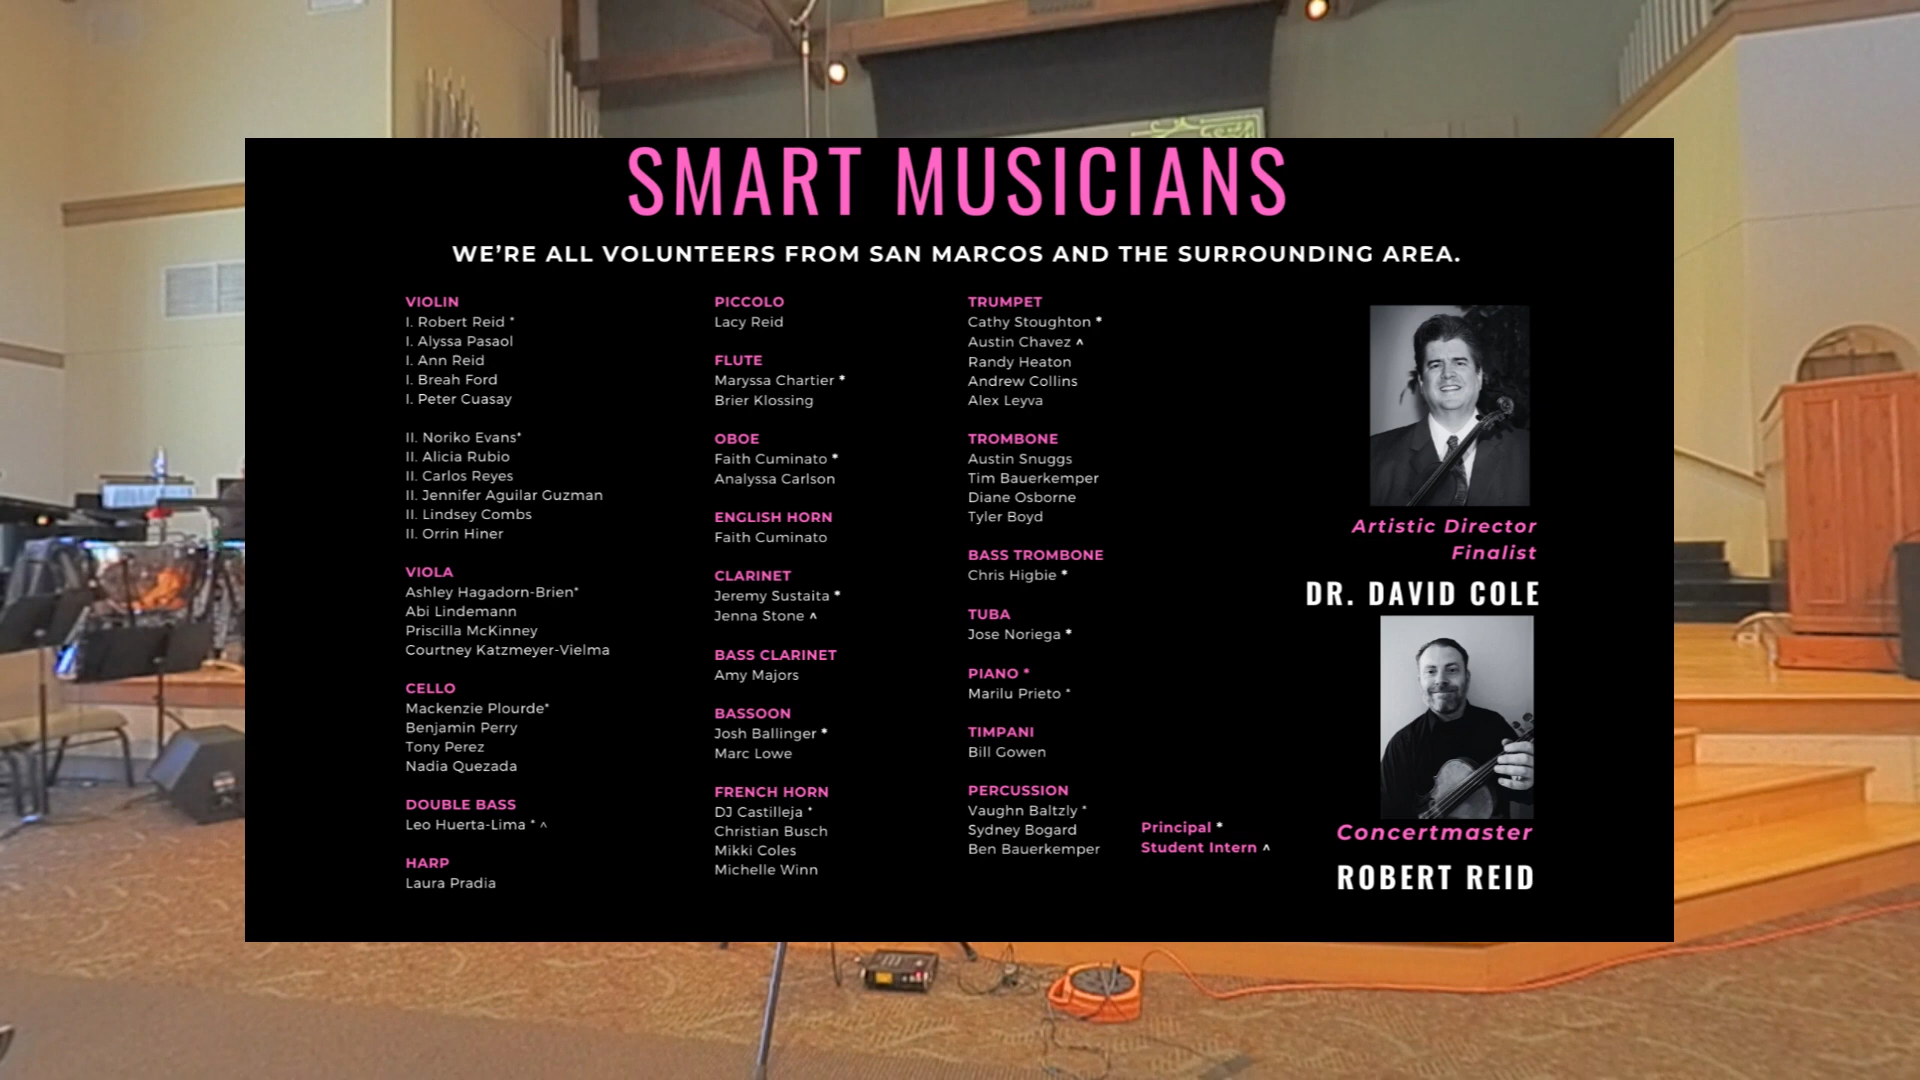 SMART MUSICIANS
WE’RE ALL VOLUNTEERS FROM SAN MARCOS AND THE SURROUNDING AREA.
VIOLIN
I. Robert Reid *
I. Alyssa Pasaol
I. Ann Reid
I. Breah Ford
I. Peter Cuasay
II. Noriko Evans*
II. Alicia Rubio
II. Carlos Reyes
II. Jennifer Aguilar Guzman
II. Lindsey Combs
II. Orrin Hiner
VIOLA
Ashley Hagadorn-Brien*
Abi Lindemann
Priscilla McKinney
Courtney Katzmeyer-Vielma
CELLO
Mackenzie Plourde*
Benjamin Perry
Tony Perez
Nadia Quezada
DOUBLE BASS
Leo Huerta-Lima * ^
HARP
Laura Pradia
PICCOLO
Lacy Reid
FLUTE
Maryssa Chartier *
Brier Klossing
OBOE
Faith Cuminato *
Analyssa Carlson
ENGLISH HORN
Faith Cuminato
CLARINET
Jeremy Sustaita *
Jenna Stone ^
BASS CLARINET
Amy Majors
BASSOON
Josh Ballinger *
Marc Lowe
FRENCH HORN
DJ Castilleja *
Christian Busch
Mikki Coles
Michelle Winn
TRUMPET
Cathy Stoughton *
Austin Chavez ^
Randy Heaton
Andrew Collins
Alex Leyva
TROMBONE
Austin Snuggs
Tim Bauerkemper
Diane Osborne
Tyler Boyd
BASS TROMBONE
Chris Higbie *
TUBA
Jose Noriega *
PIANO *
Marilu Prieto *
TIMPANI
Bill Gowen
PERCUSSION
Vaughn Baltzly *
Sydney Bogard
Ben Bauerkemper
Principal *
Student Intern ^
Artistic Director
Finalist
DR. DAVID COLE
Concertmaster
ROBERT REID